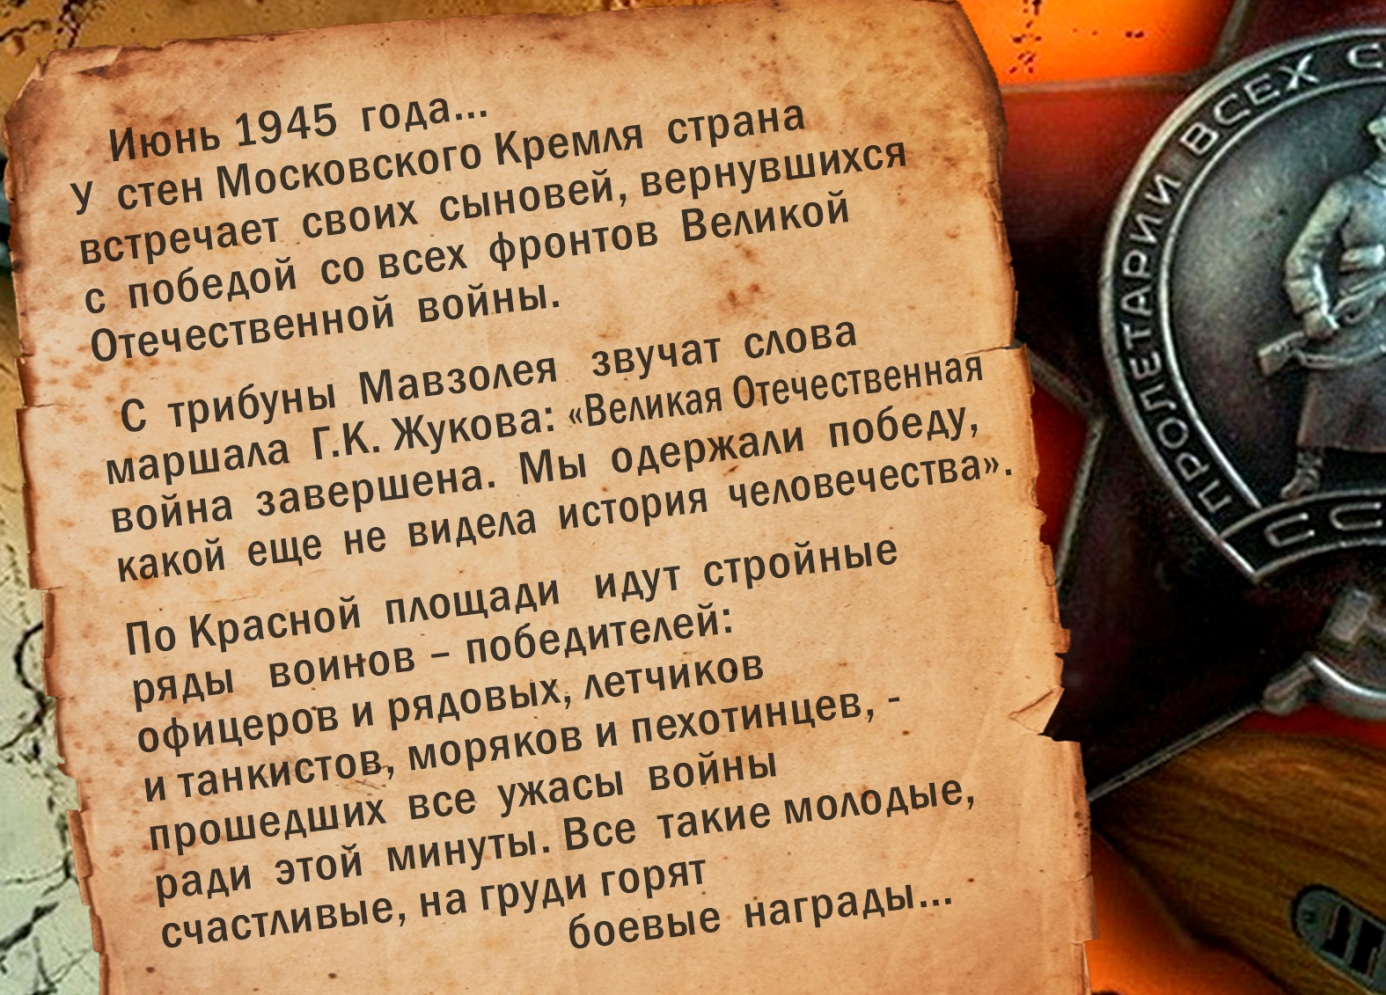 Июнь 1945 года...
У стен Московского Кремля страна
встречает своих сыновей, вернувшихся
с победой со всех фронтов Великой
Отечественной войны.
С трибуны Мавзолея звучат слова
маршала Г.К. Жукова: «Великая Отечественная
война завершена. Мы одержали победу,
какой еще не видела история человечества».
По Красной площади идут стройные
ряды воинов – победителей:
офицеров и рядовых, летчиков
и танкистов, моряков и пехотинцев, -
прошедших все ужасы войны
ради этой минуты. Все такие молодые,
счастливые, на груди горят
боевые награды...
ПРОЛЕТАРИИ ВСЕХ С
СС